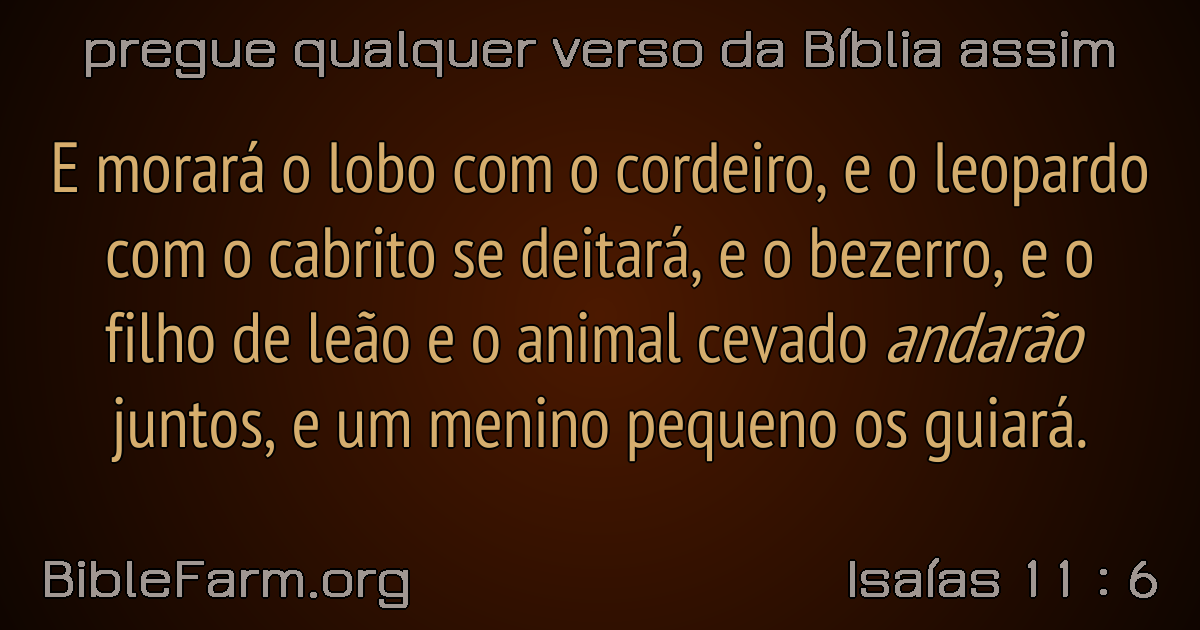 pregue qualquer verso da Bíblia assim
E morará o lobo com o cordeiro, e o leopardo
com o cabrito se deitará, e o bezerro, e o
filho de leão e o animal cevado andarão
juntos, e um menino pequeno os guiará.
BibleFarm.org
Isaías 11 : 6